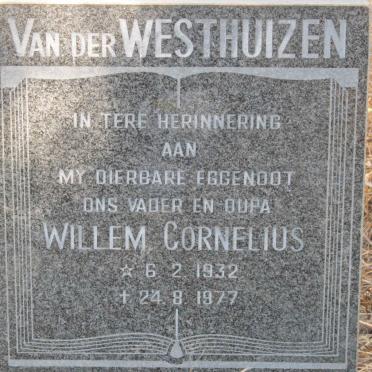 VAN DER WESTHUIZEN
IN TERE HERINNERING
AAN
MY DIERBARE EGGENOOT
ONS VADER EN OUPA
WILLEM CORNELIUS
☆ 6 2 1932
† 24 8 1977